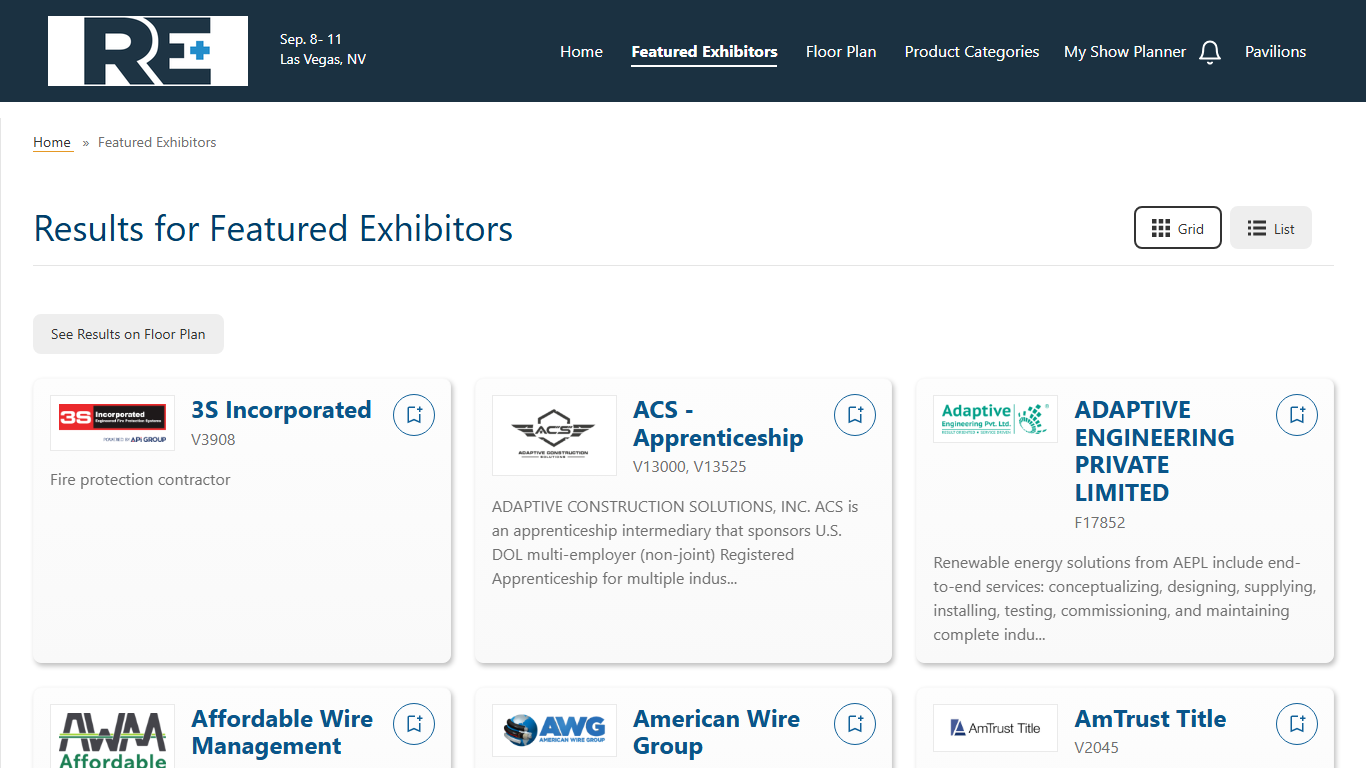 RE+
Sep. 8- 11
Las Vegas, NV
Home
Featured Exhibitors
Floor Plan
Product Categories
My Show Planner
Pavilions
Home » Featured Exhibitors
Results for Featured Exhibitors
Grid
List
See Results on Floor Plan
3S Incorporated
Engineered Fire Protection Systems
POWERED BY APi GROUP
3S Incorporated
V3908
Fire protection contractor
ACS
ADAPTIVE CONSTRUCTION
SOLUTIONS
ACS -
Apprenticeship
V13000, V13525
ADAPTIVE CONSTRUCTION SOLUTIONS, INC. ACS is
an apprenticeship intermediary that sponsors U.S.
DOL multi-employer (non-joint) Registered
Apprenticeship for multiple indus...
Adaptive
Engineering Pvt. Ltd.
RESULT ORIENTED • SERVICE DRIVEN
ADAPTIVE
ENGINEERING
PRIVATE
LIMITED
F17852
Renewable energy solutions from AEPL include end-
to-end services: conceptualizing, designing, supplying,
installing, testing, commissioning, and maintaining
complete indu...
AWM
Affordable
Affordable Wire
Management
AWG
AMERICAN WIRE GROUP
American Wire
Group
AmTrust Title
AmTrust Title
V2045